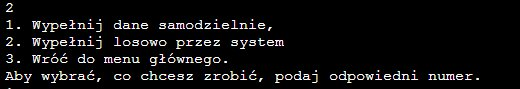 2
1. Wypełnij dane samodzielnie,
2. Wypełnij losowo przez system
3. Wróć do menu głównego.
Aby wybrać, co chcesz zrobić, podaj odpowiedni numer.